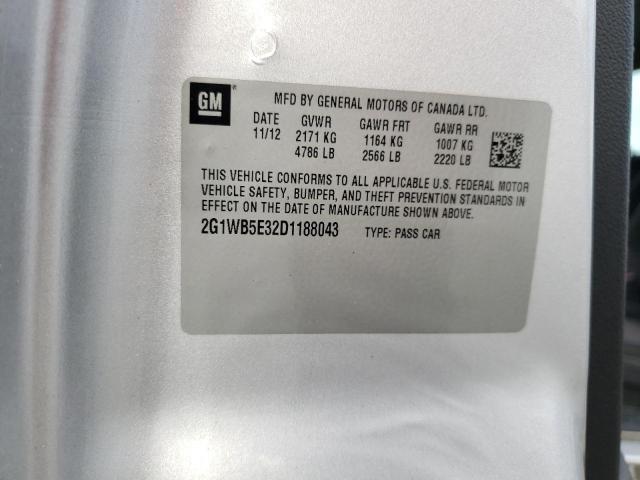 GM
MFD BY GENERAL MOTORS OF CANADA LTD.
DATE GVWR GAWR FRT GAWR RR
11/12 2171 KG 1164 KG 1007 KG
4786 LB 2566 LB 2220 LB
THIS VEHICLE CONFORMS TO ALL APPLICABLE U.S. FEDERAL MOTOR
VEHICLE SAFETY, BUMPER, AND THEFT PREVENTION STANDARDS IN
EFFECT ON THE DATE OF MANUFACTURE SHOWN ABOVE.
2G1WB5E32D1188043 TYPE: PASS CAR